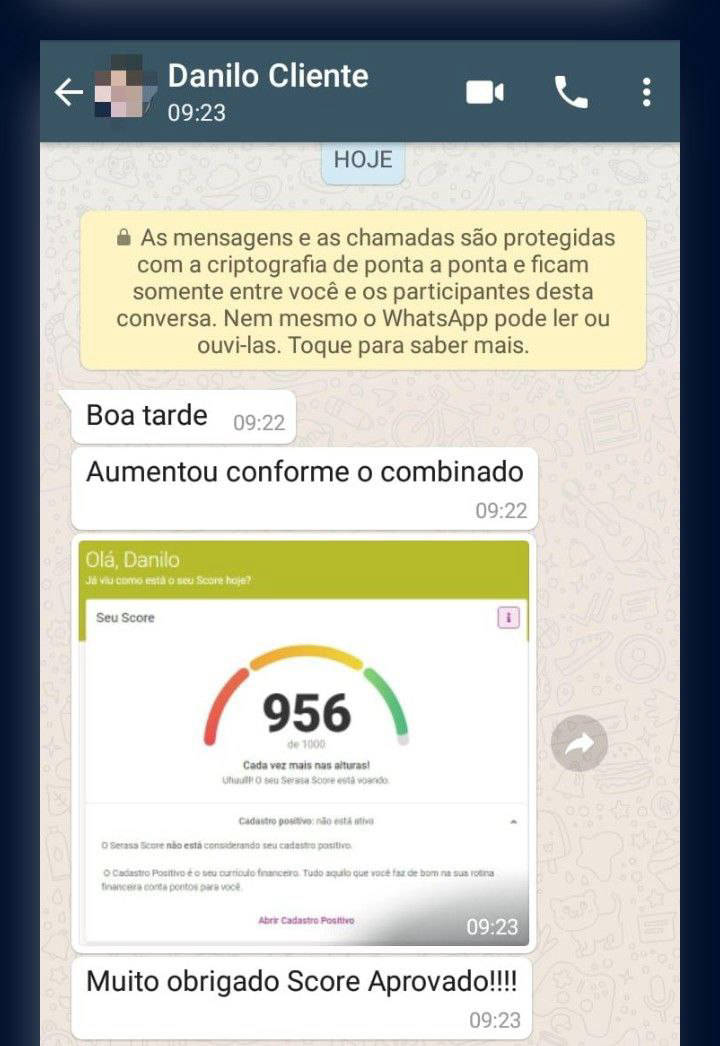 Danilo Cliente
09:23
HOJE
As mensagens e as chamadas são protegidas
com a criptografia de ponta a ponta e ficam
somente entre você e os participantes desta
conversa. Nem mesmo o WhatsApp pode ler ou
ouvi-las. Toque para saber mais.
Boa tarde 09:22
Aumentou conforme o combinado
09:22
Olá, Danilo
Já viu como está o seu Score hoje?
Seu Score
i
956
de 1000
Cada vez mais nas alturas!
Uhuull!! O seu Serasa Score está voando.
Cadastro positivo: não está ativo
O Serasa Score não está considerando seu cadastro positivo.
O Cadastro Positivo é o seu currículo financeiro. Tudo aquilo que você faz de bom na sua rotina
financeira conta pontos para você.
Abrir Cadastro Positivo
09:23
Muito obrigado Score Aprovado!!!!
09:23